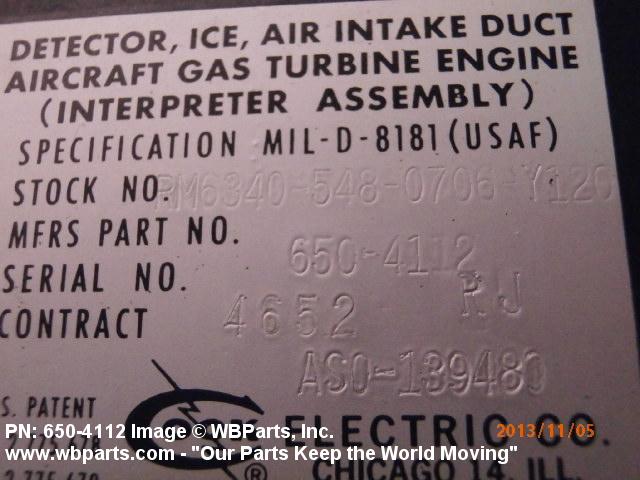 DETECTOR, ICE, AIR INTAKE DUCT
AIRCRAFT GAS TURBINE ENGINE
(INTERPRETER ASSEMBLY)
SPECIFICATION MIL-D-8181 (USAF)
STOCK NO. RM6340-548-0706-Y120
MFRS PART NO. 650-4112
SERIAL NO. 4652 RJ
CONTRACT AS0-139480
S. PATENT
ELECTRIC CO.
PN: 650-4112 Image © WBParts, Inc.
2013/11/05
www.wbparts.com - "Our Parts Keep the World Moving"
® CHICAGO 14, ILL.